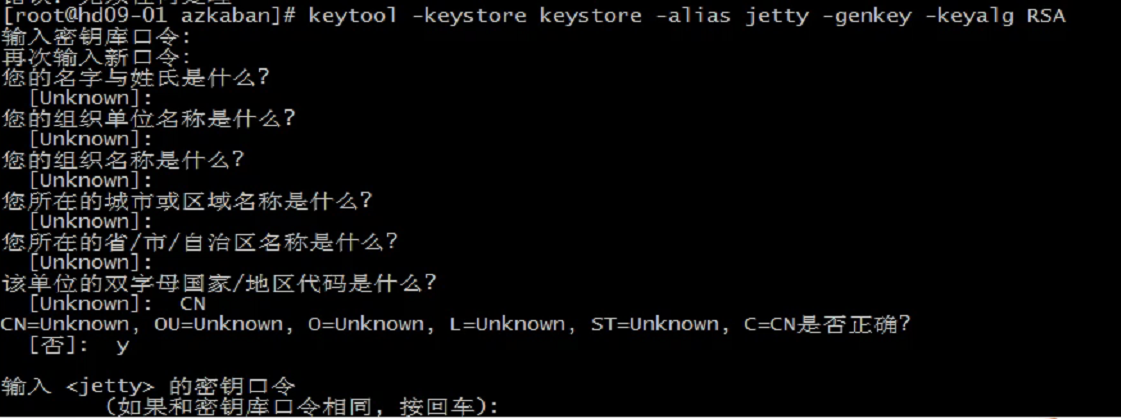 [root@hd09-01 azkaban]# keytool -keystore keystore -alias jetty -genkey -keyalg RSA
输入密钥库口令:
再次输入新口令:
您的名字与姓氏是什么?
[Unknown]:
您的组织单位名称是什么?
[Unknown]:
您的组织名称是什么?
[Unknown]:
您所在的城市或区域名称是什么?
[Unknown]:
您所在的省/市/自治区名称是什么?
[Unknown]:
该单位的双字母国家/地区代码是什么?
[Unknown]:  CN
CN=Unknown, OU=Unknown, O=Unknown, L=Unknown, ST=Unknown, C=CN是否正确?
[否]:  y
输入 <jetty> 的密钥口令
(如果和密钥库口令相同, 按回车):